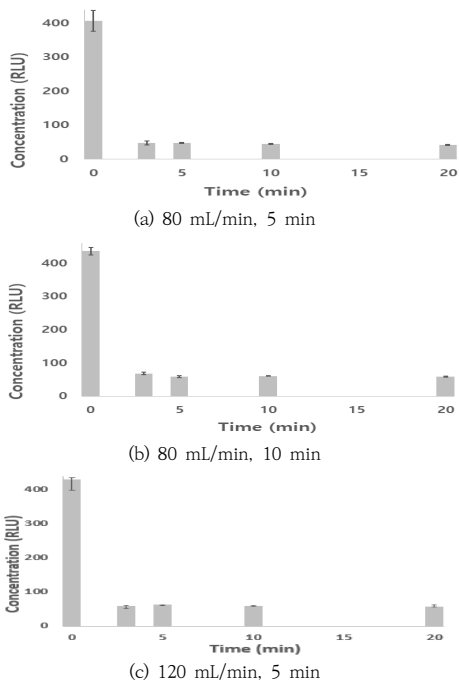 Concentration (RLU)
400
300
200
100
0
0 5 10 15 20
Time (min)
(a) 80 mL/min, 5 min
Concentration (RLU)
400
300
200
100
0
0 5 10 15 20
Time (min)
(b) 80 mL/min, 10 min
Concentration (RLU)
400
300
200
100
0
0 5 10 15 20
Time (min)
(c) 120 mL/min, 5 min